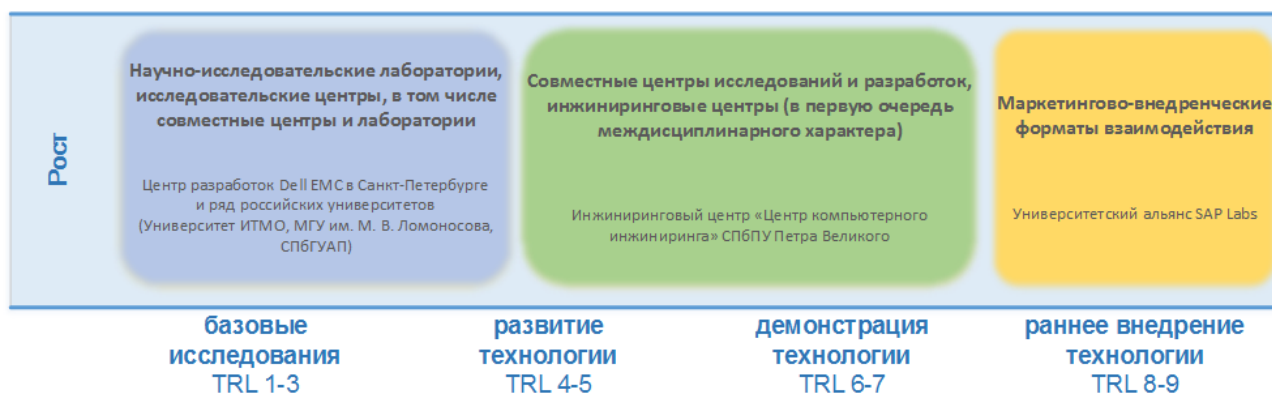 Рост
Научно-исследовательские лаборатории,
исследовательские центры, в том числе
совместные центры и лаборатории
Центр разработок Dell EMC в Санкт-Петербурге
и ряд российских университетов
(Университет ИТМО, МГУ им. М. В. Ломоносова,
СПбГУАП)
Совместные центры исследований и разработок,
инжиниринговые центры (в первую очередь
междисциплинарного характера)
Инжиниринговый центр «Центр компьютерного
инжиниринга» СПбПУ Петра Великого
Маркетингово-внедренческие
форматы взаимодействия
Университетский альянс SAP Labs
базовые
исследования
TRL 1-3
развитие
технологии
TRL 4-5
демонстрация
технологии
TRL 6-7
раннее внедрение
технологии
TRL 8-9